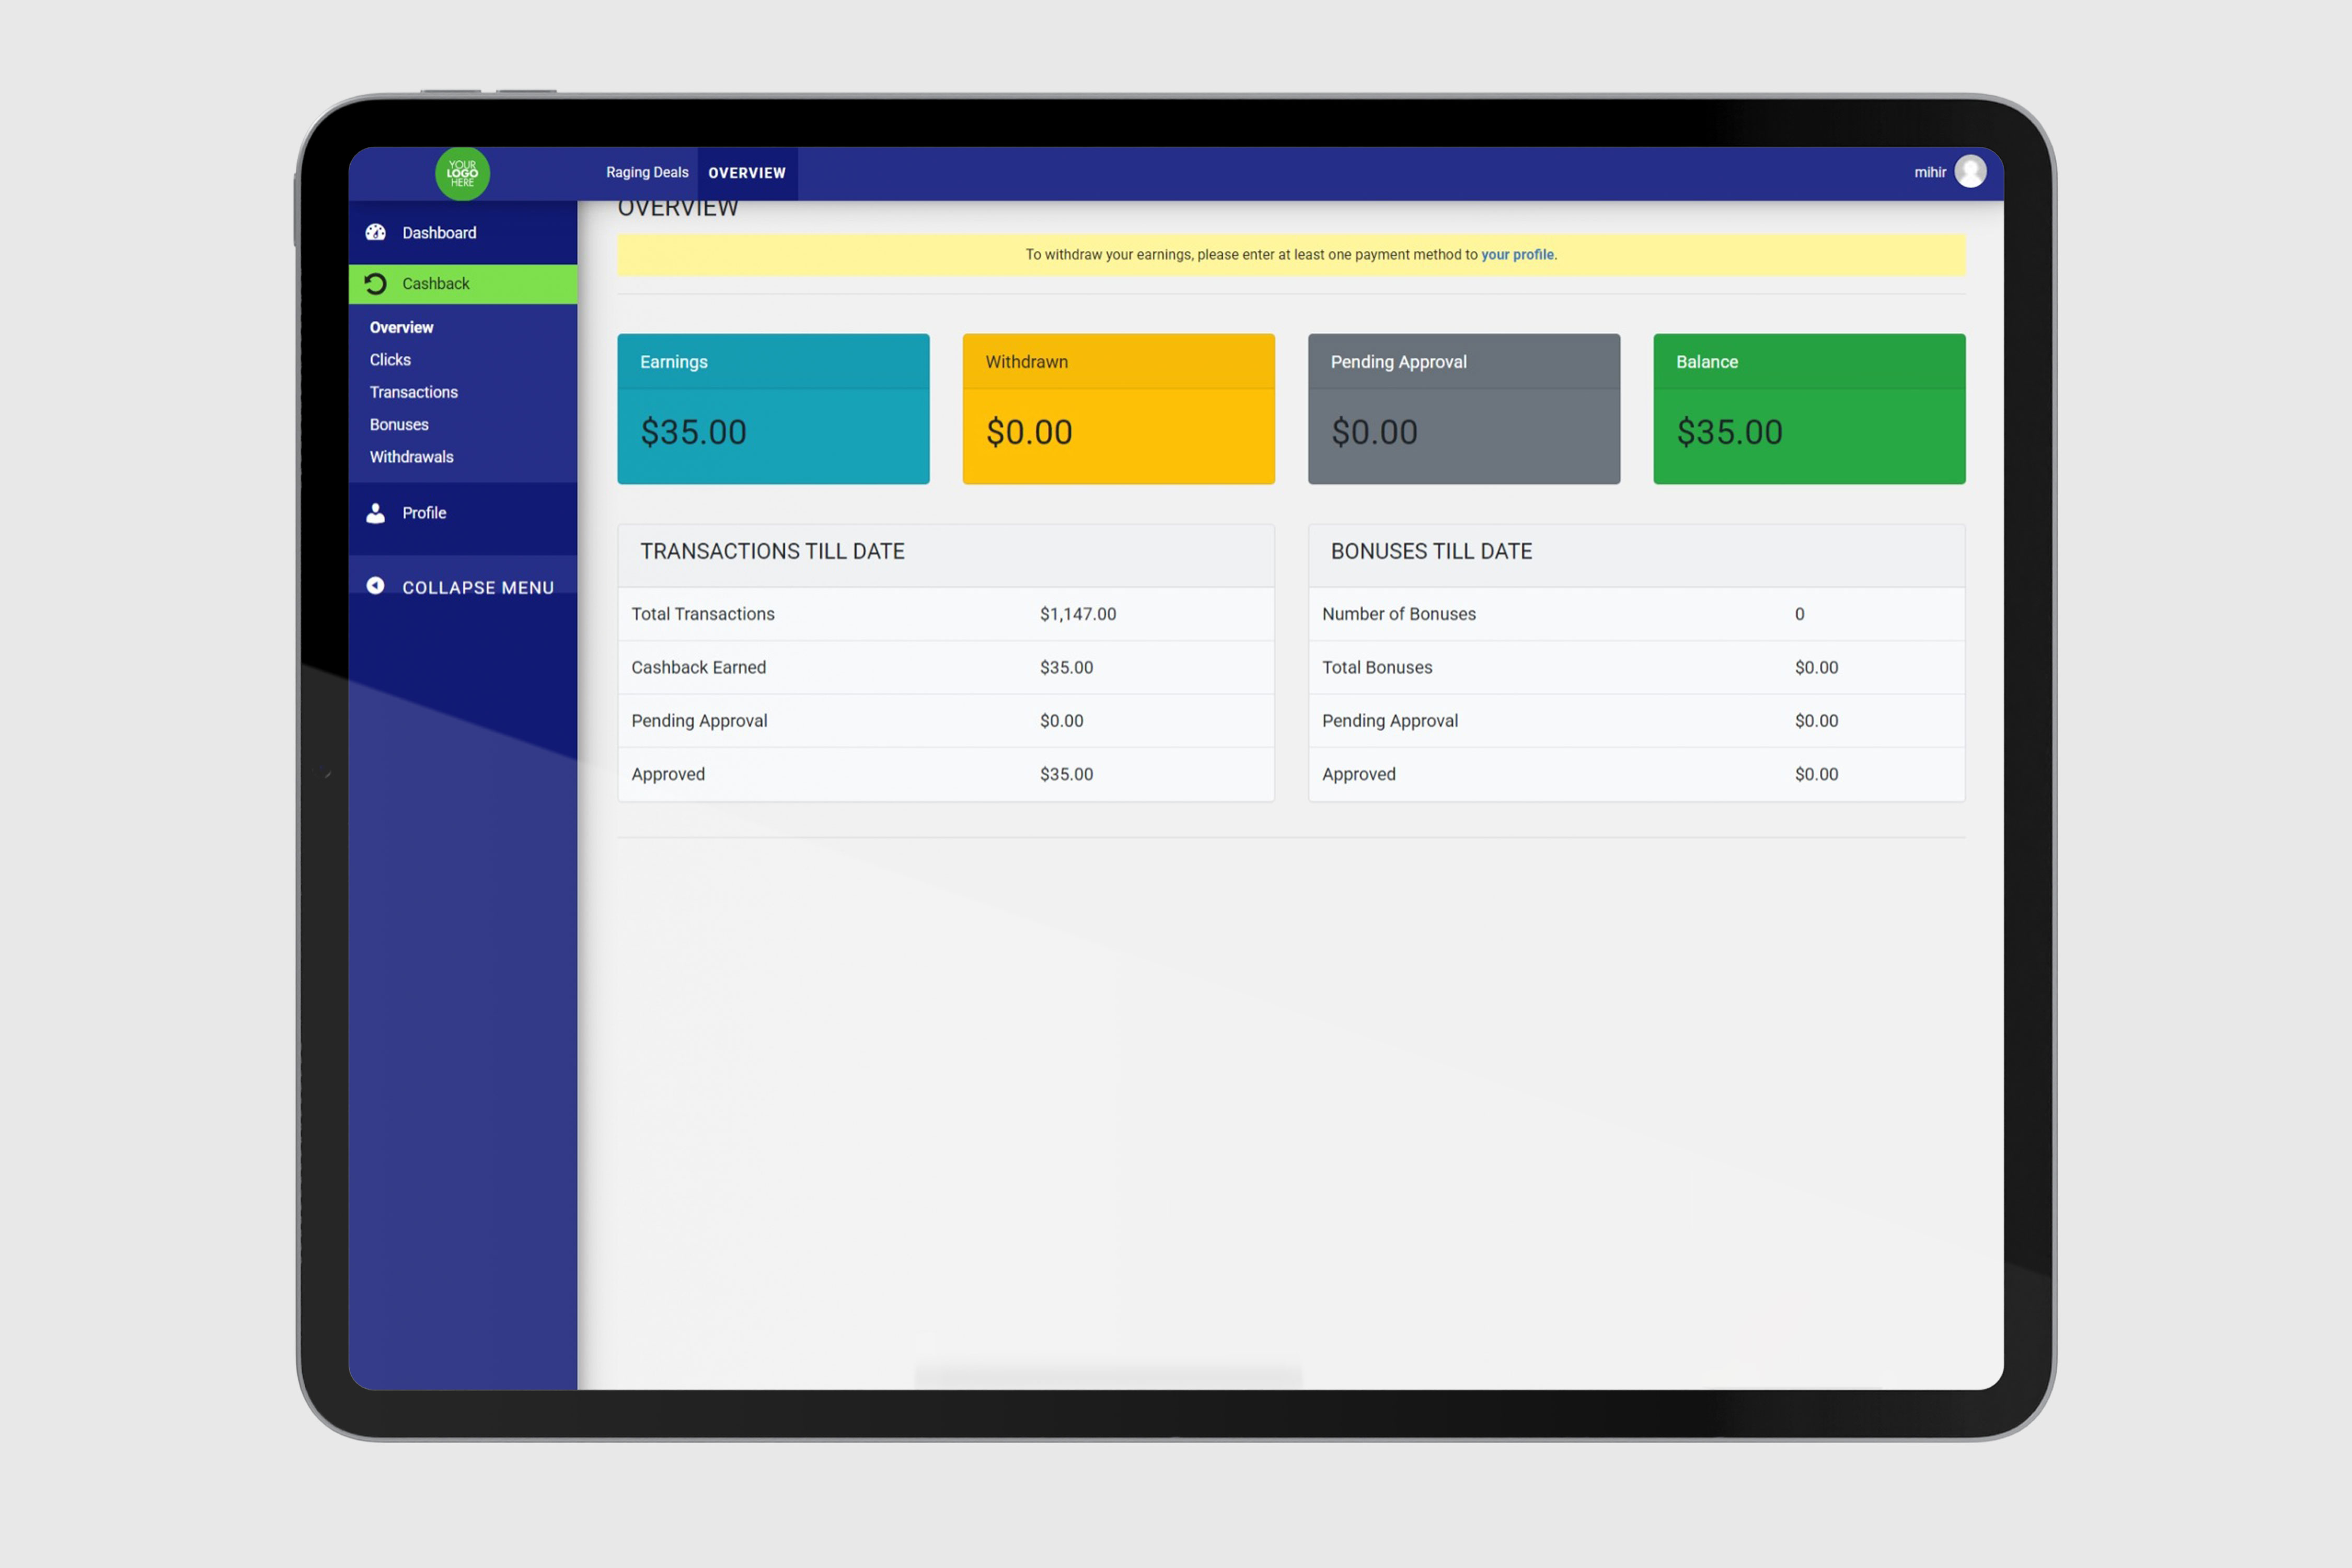 YOUR
LOGO
HERE
Raging Deals
OVERVIEW
mihir
Dashboard
Cashback
Overview
Clicks
Transactions
Bonuses
Withdrawals
Profile
COLLAPSE MENU
OVERVIEW
To withdraw your earnings, please enter at least one payment method to your profile.
Earnings
$35.00
Withdrawn
$0.00
Pending Approval
$0.00
Balance
$35.00
TRANSACTIONS TILL DATE
Total Transactions $1,147.00
Cashback Earned $35.00
Pending Approval $0.00
Approved $35.00
BONUSES TILL DATE
Number of Bonuses 0
Total Bonuses $0.00
Pending Approval $0.00
Approved $0.00